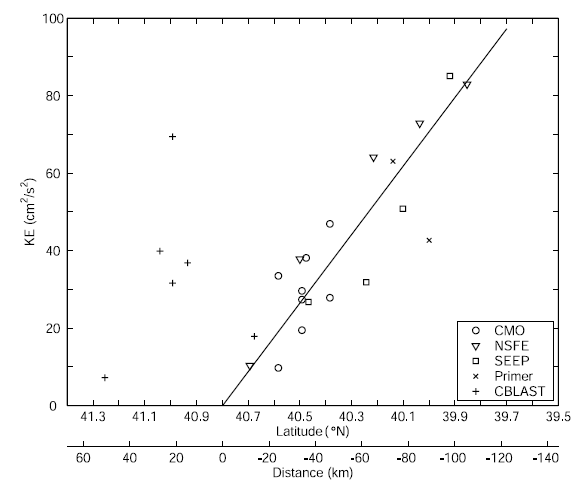 100
80
60
40
20
0
KE (cm²/s²)
CMO
NSFE
SEEP
Primer
CBLAST
41.3 41.1 40.9 40.7 40.5 40.3 40.1 39.9 39.7 39.5
Latitude (°N)
60 40 20 0 -20 -40 -60 -80 -100 -120 -140
Distance (km)